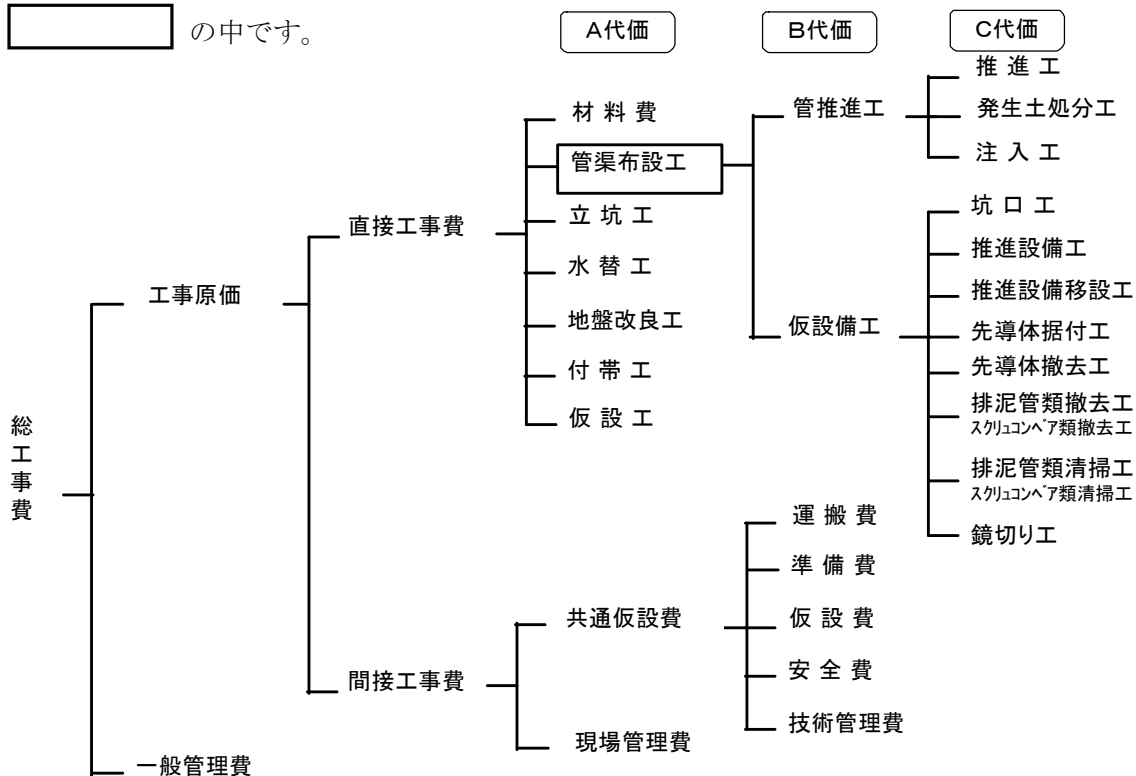 の中です。
A代価
B代価
C代価
材料費
管渠布設工
立坑工
水替工
地盤改良工
付帯工
仮設工
管推進工
仮設備工
推進工
発生土処分工
注入工
坑口工
推進設備工
推進設備移設工
先導体据付工
先導体撤去工
排泥管類撤去工
スクリュコンベア類撤去工
排泥管類清掃工
スクリュコンベア類清掃工
鏡切り工
直接工事費
工事原価
総工事費
運搬費
準備費
共通仮設費
仮設費
安全費
間接工事費
技術管理費
現場管理費
一般管理費